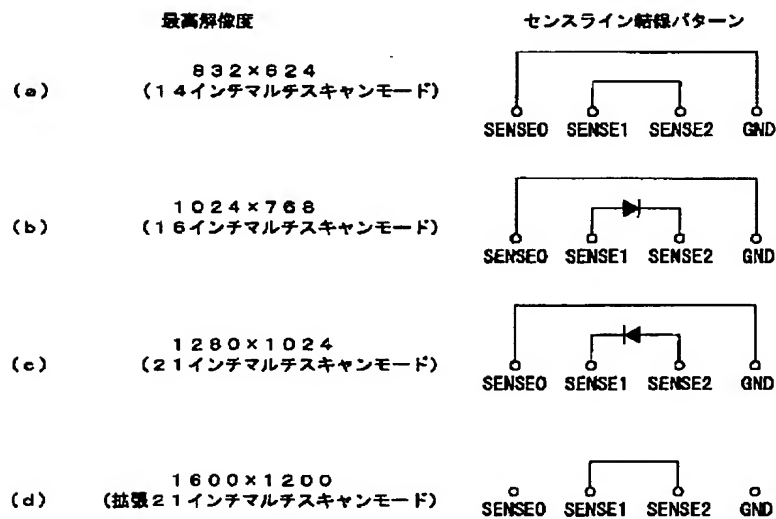 最高解像度 センスライン結線パターン
832×624
(a) (14インチマルチスキャンモード)
SENSE0 SENSE1 SENSE2 GND
1024×768
(b) (16インチマルチスキャンモード)
SENSE0 SENSE1 SENSE2 GND
1280×1024
(c) (21インチマルチスキャンモード)
SENSE0 SENSE1 SENSE2 GND
1600×1200
(d) (拡張21インチマルチスキャンモード)
SENSE0 SENSE1 SENSE2 GND